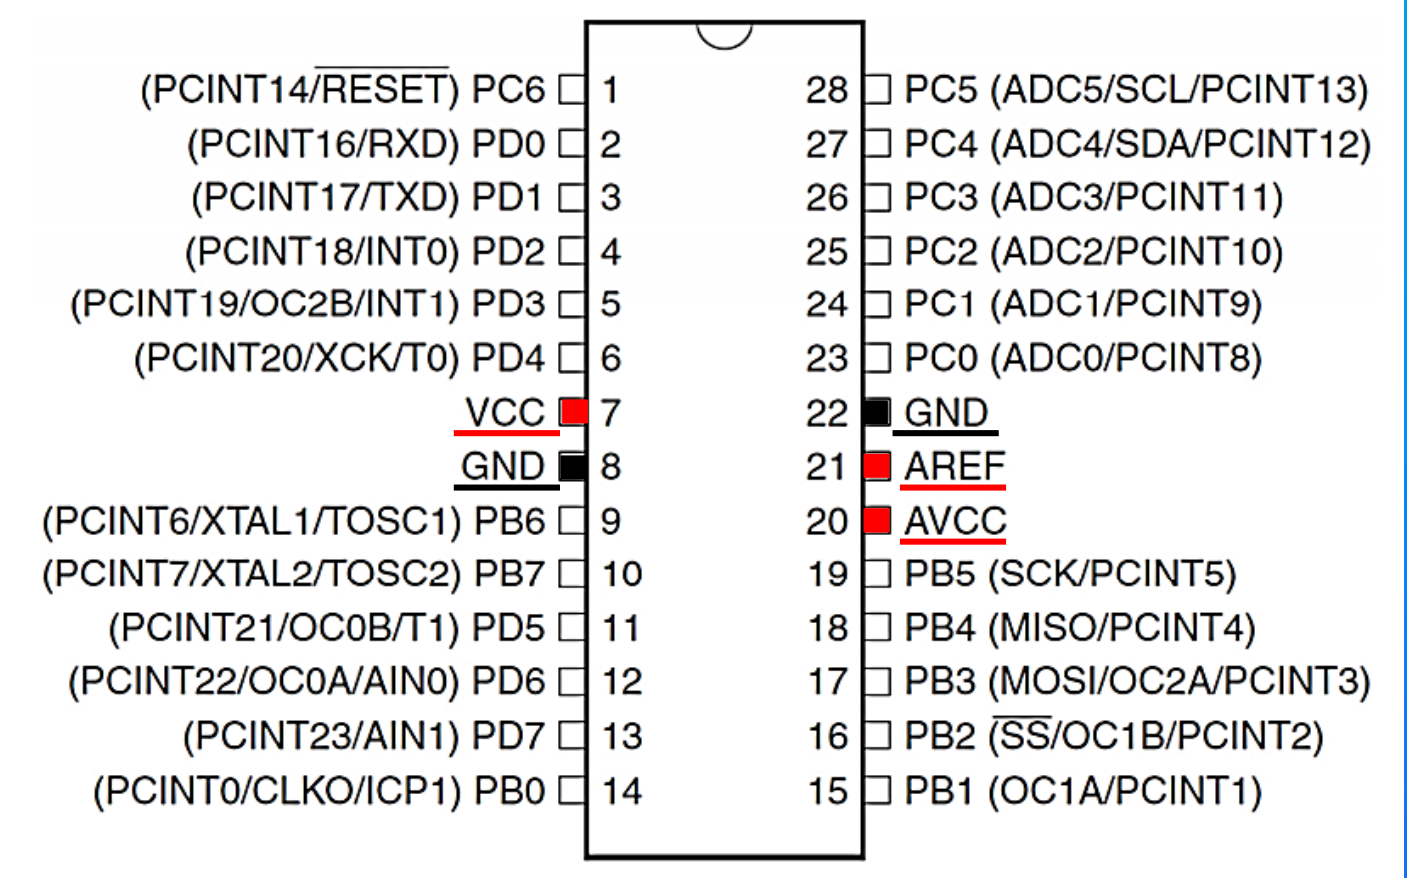 (PCINT14/RESET) PC6 1 28 PC5 (ADC5/SCL/PCINT13)
(PCINT16/RXD) PD0 2 27 PC4 (ADC4/SDA/PCINT12)
(PCINT17/TXD) PD1 3 26 PC3 (ADC3/PCINT11)
(PCINT18/INT0) PD2 4 25 PC2 (ADC2/PCINT10)
(PCINT19/OC2B/INT1) PD3 5 24 PC1 (ADC1/PCINT9)
(PCINT20/XCK/T0) PD4 6 23 PC0 (ADC0/PCINT8)
VCC 7 22 GND
GND 8 21 AREF
(PCINT6/XTAL1/TOSC1) PB6 9 20 AVCC
(PCINT7/XTAL2/TOSC2) PB7 10 19 PB5 (SCK/PCINT5)
(PCINT21/OC0B/T1) PD5 11 18 PB4 (MISO/PCINT4)
(PCINT22/OC0A/AIN0) PD6 12 17 PB3 (MOSI/OC2A/PCINT3)
(PCINT23/AIN1) PD7 13 16 PB2 (SS/OC1B/PCINT2)
(PCINT0/CLKO/ICP1) PB0 14 15 PB1 (OC1A/PCINT1)